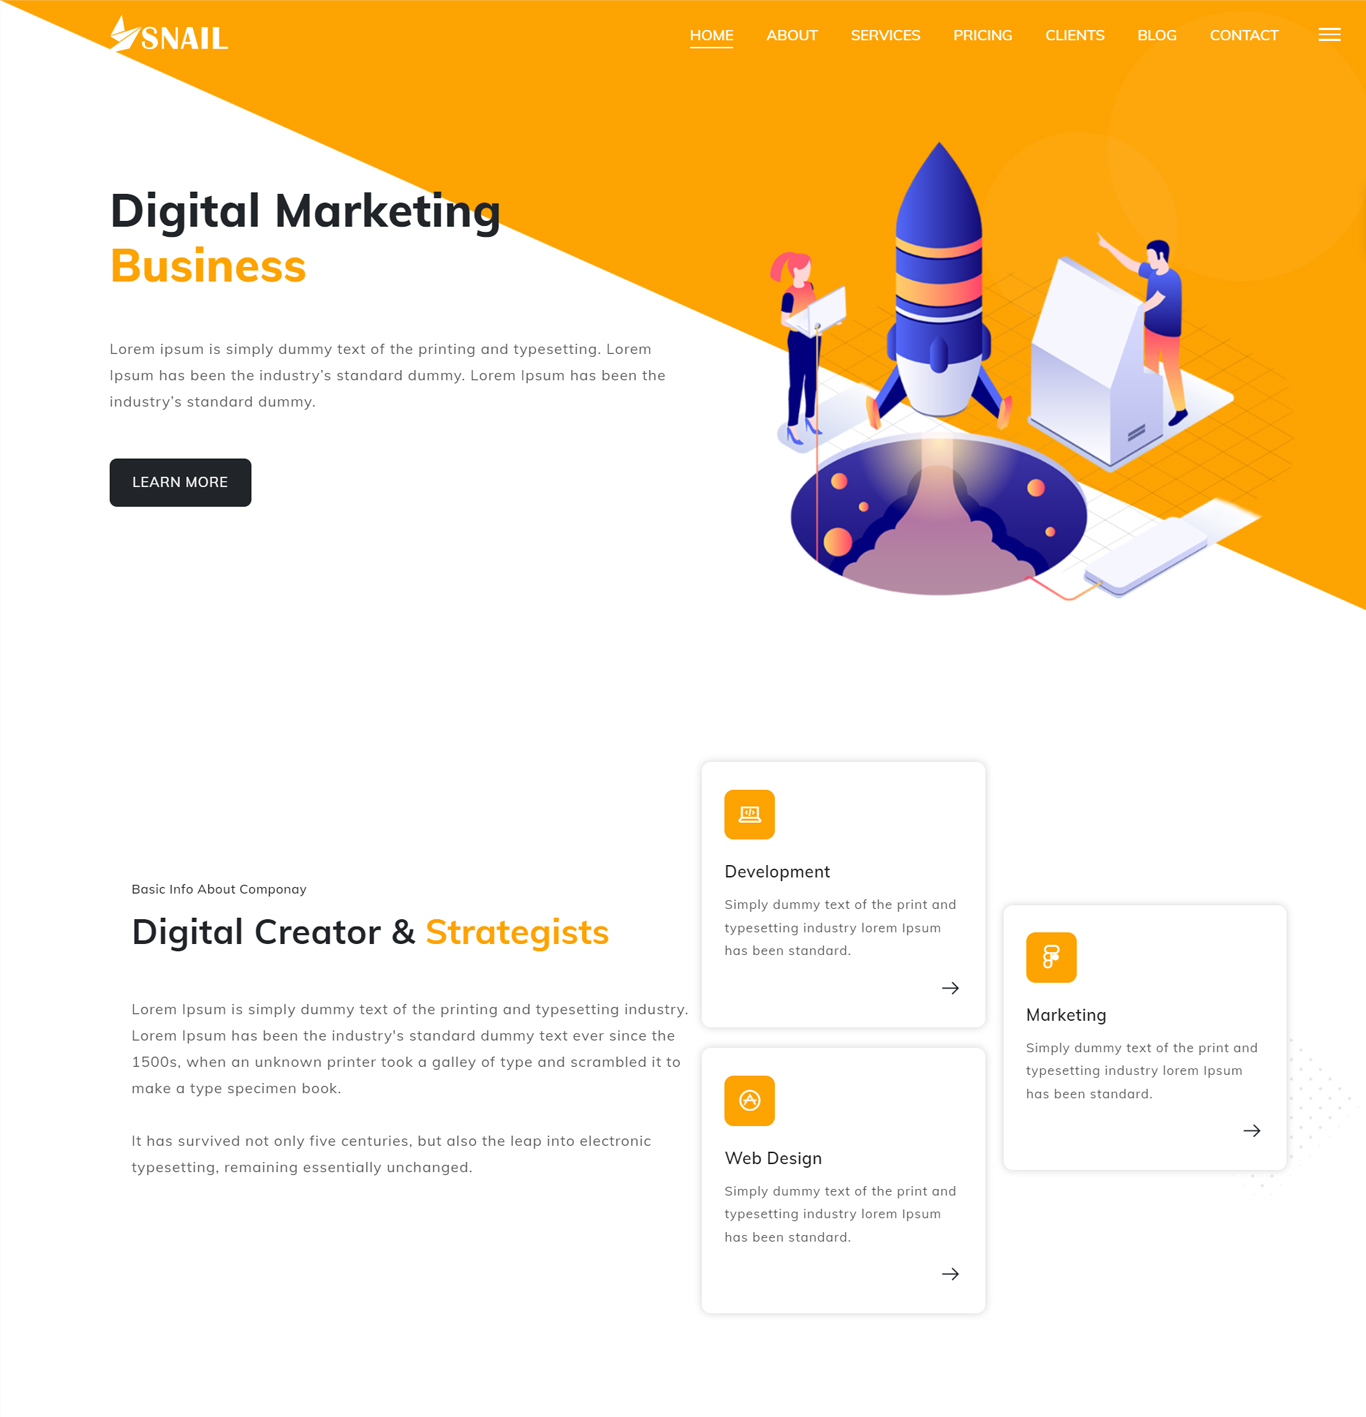 SNAIL
HOME ABOUT SERVICES PRICING CLIENTS BLOG CONTACT
Digital Marketing
Business
Lorem ipsum is simply dummy text of the printing and typesetting. Lorem
Ipsum has been the industry’s standard dummy. Lorem Ipsum has been the
industry’s standard dummy.
LEARN MORE
Basic Info About Componay
Digital Creator & Strategists
Lorem Ipsum is simply dummy text of the printing and typesetting industry.
Lorem Ipsum has been the industry's standard dummy text ever since the
1500s, when an unknown printer took a galley of type and scrambled it to
make a type specimen book.
It has survived not only five centuries, but also the leap into electronic
typesetting, remaining essentially unchanged.
Development
Simply dummy text of the print and
typesetting industry lorem Ipsum
has been standard.
Web Design
Simply dummy text of the print and
typesetting industry lorem Ipsum
has been standard.
Marketing
Simply dummy text of the print and
typesetting industry lorem Ipsum
has been standard.